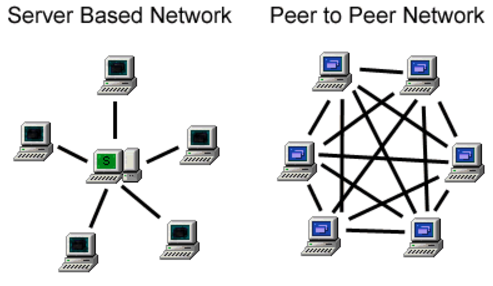 Server Based Network
Peer to Peer Network
S